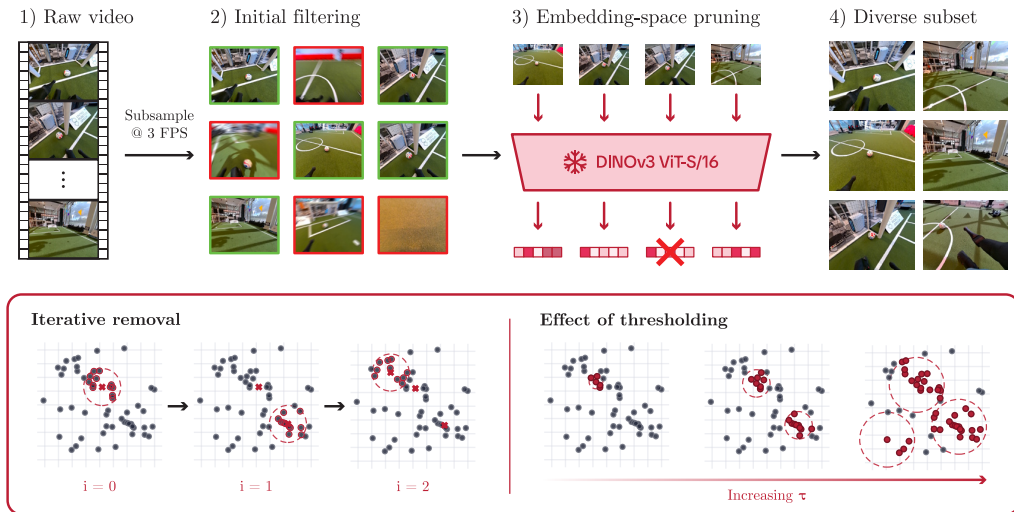 1) Raw video
2) Initial filtering
3) Embedding-space pruning
4) Diverse subset
Subsample
@ 3 FPS
DINOv3 ViT-S/16
Iterative removal
Effect of thresholding
i = 0
i = 1
i = 2
Increasing τ